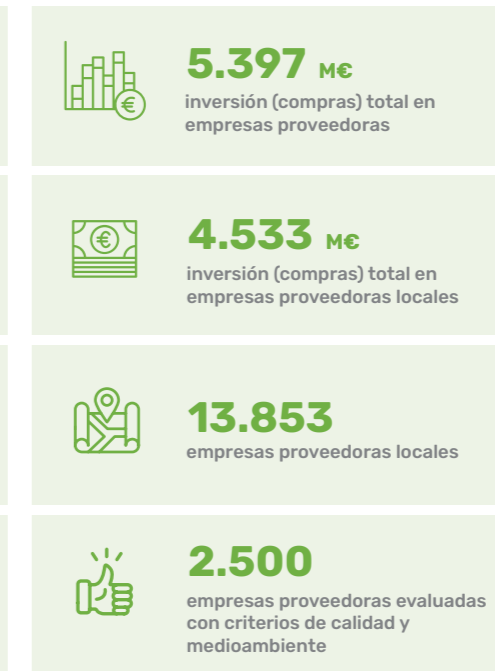 5.397 M€
inversión (compras) total en
empresas proveedoras
4.533 M€
inversión (compras) total en
empresas proveedoras locales
13.853
empresas proveedoras locales
2.500
empresas proveedoras evaluadas
con criterios de calidad y
medioambiente